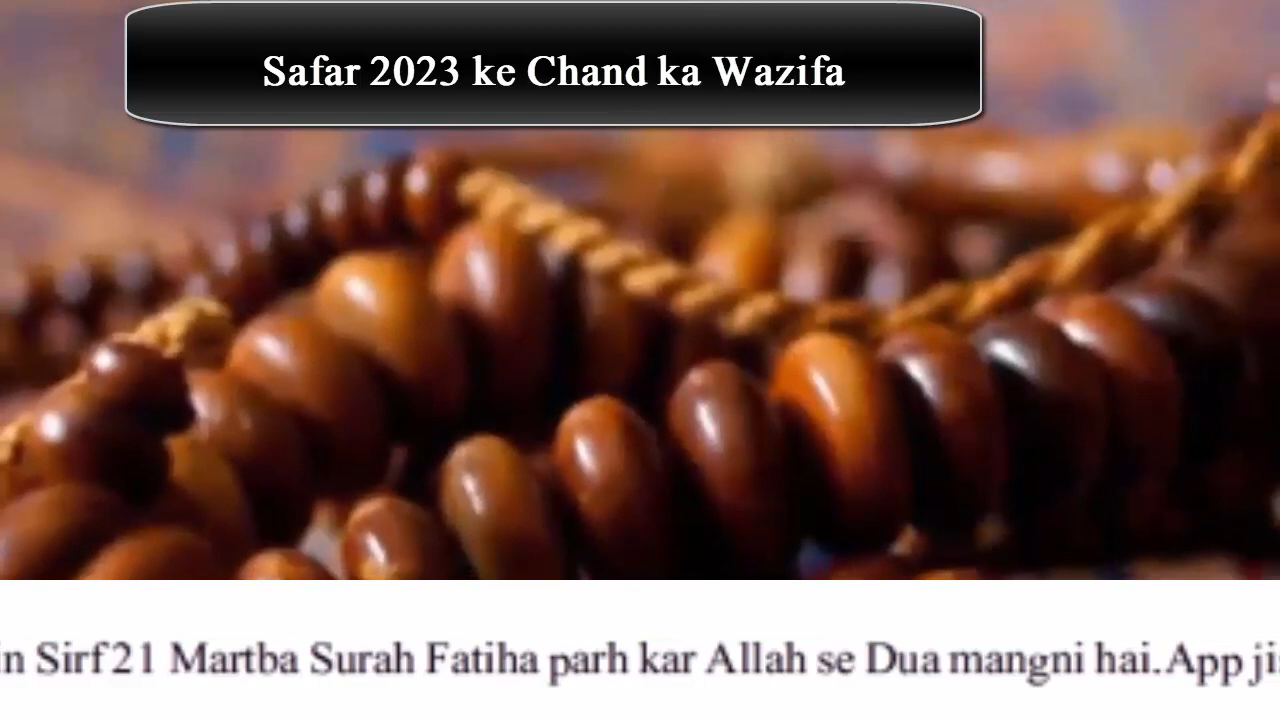 Safar 2023 ke Chand ka Wazifa
Sirf 21 Martba Surah Fatiha parh kar Allah se Dua mangni hai. App